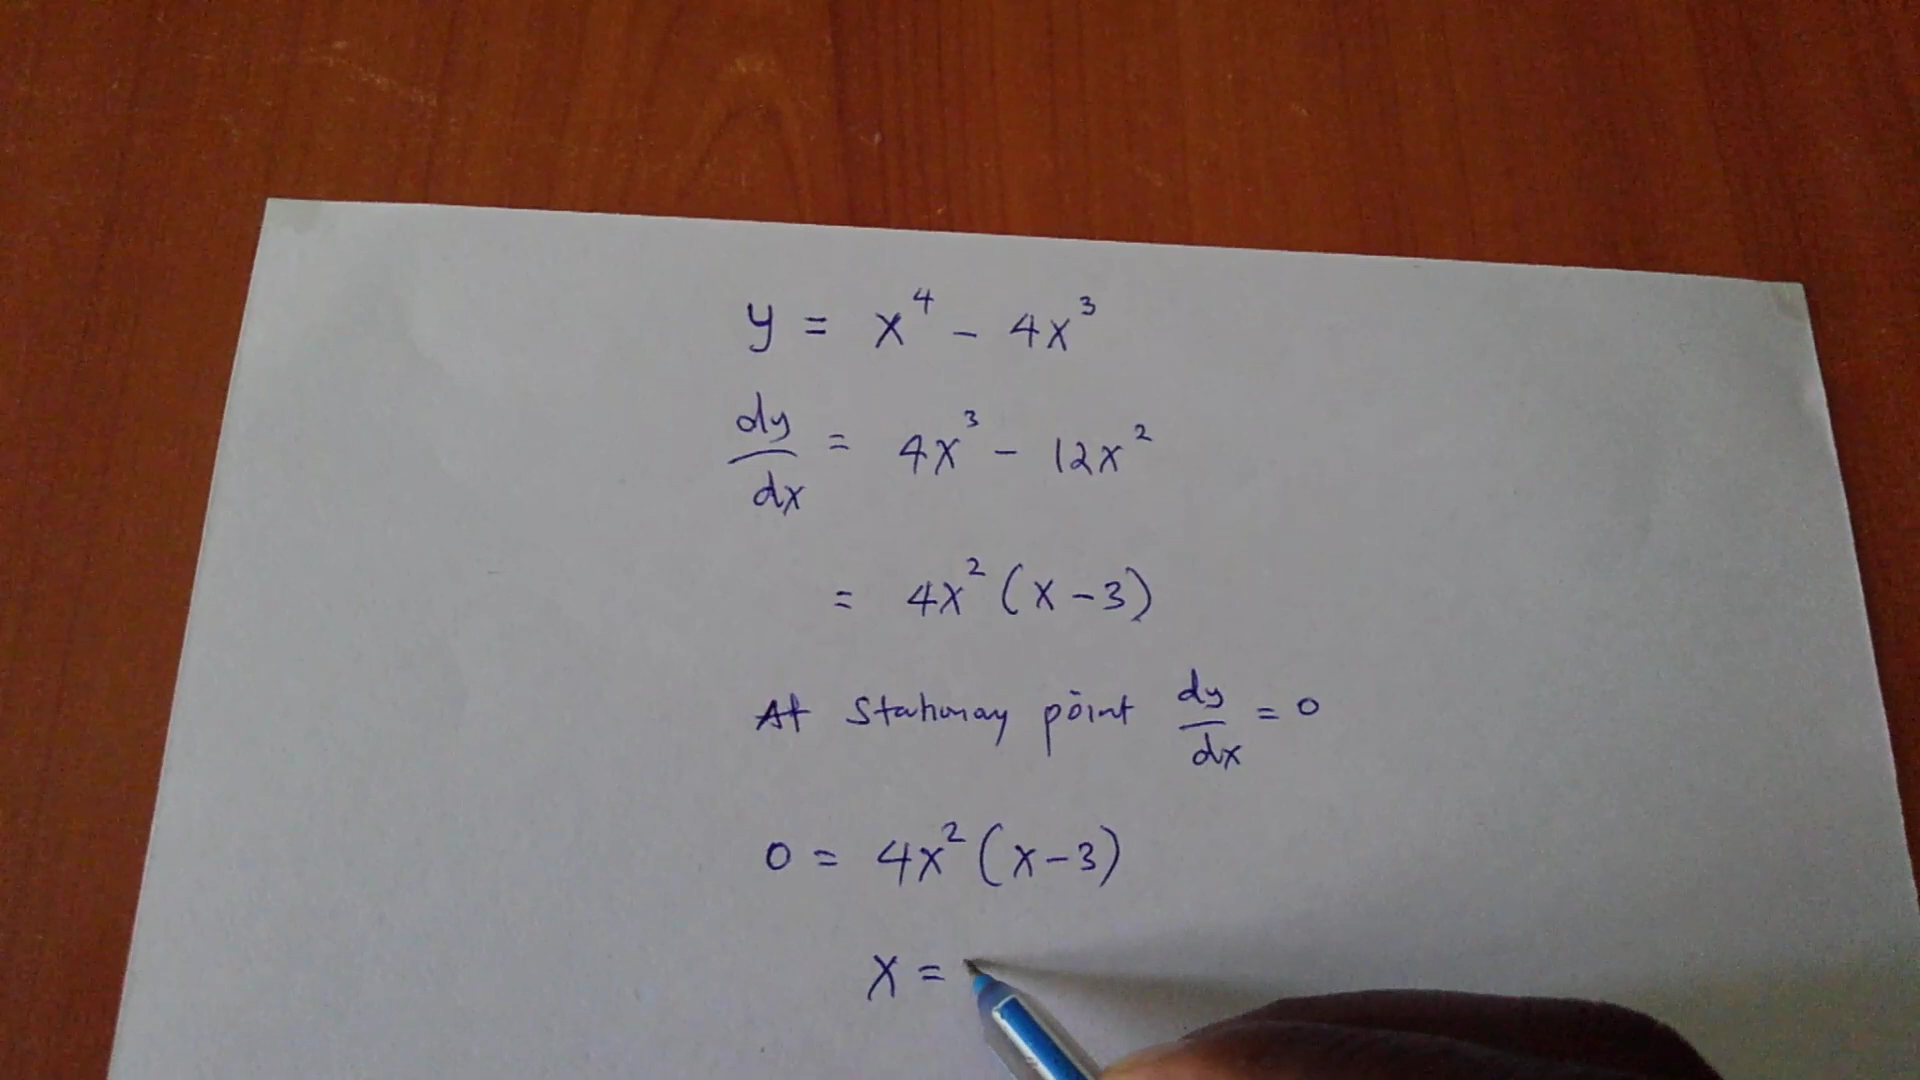 y = x⁴ - 4x³
dy/dx = 4x³ - 12x²
= 4x² (x - 3)
At Stationary point dy/dx = 0
0 = 4x² (x - 3)
x =